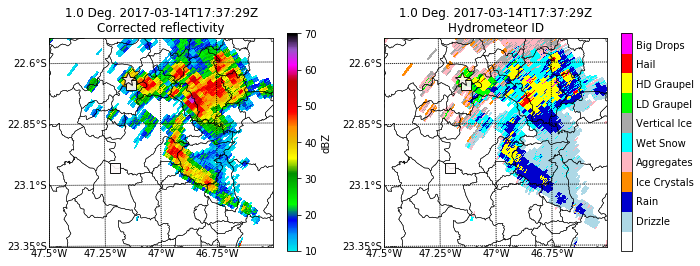 1.0 Deg. 2017-03-14T17:37:29Z
Corrected reflectivity
22.6°S
22.85°S
23.1°S
23.35°S
47.5°W
47.25°W
47°W
46.75°W
70
60
50
40
30
20
10
dBZ
1.0 Deg. 2017-03-14T17:37:29Z
Hydrometeor ID
22.6°S
22.85°S
23.1°S
23.35°S
47.5°W
47.25°W
47°W
46.75°W
Big Drops
Hail
HD Graupel
LD Graupel
Vertical Ice
Wet Snow
Aggregates
Ice Crystals
Rain
Drizzle